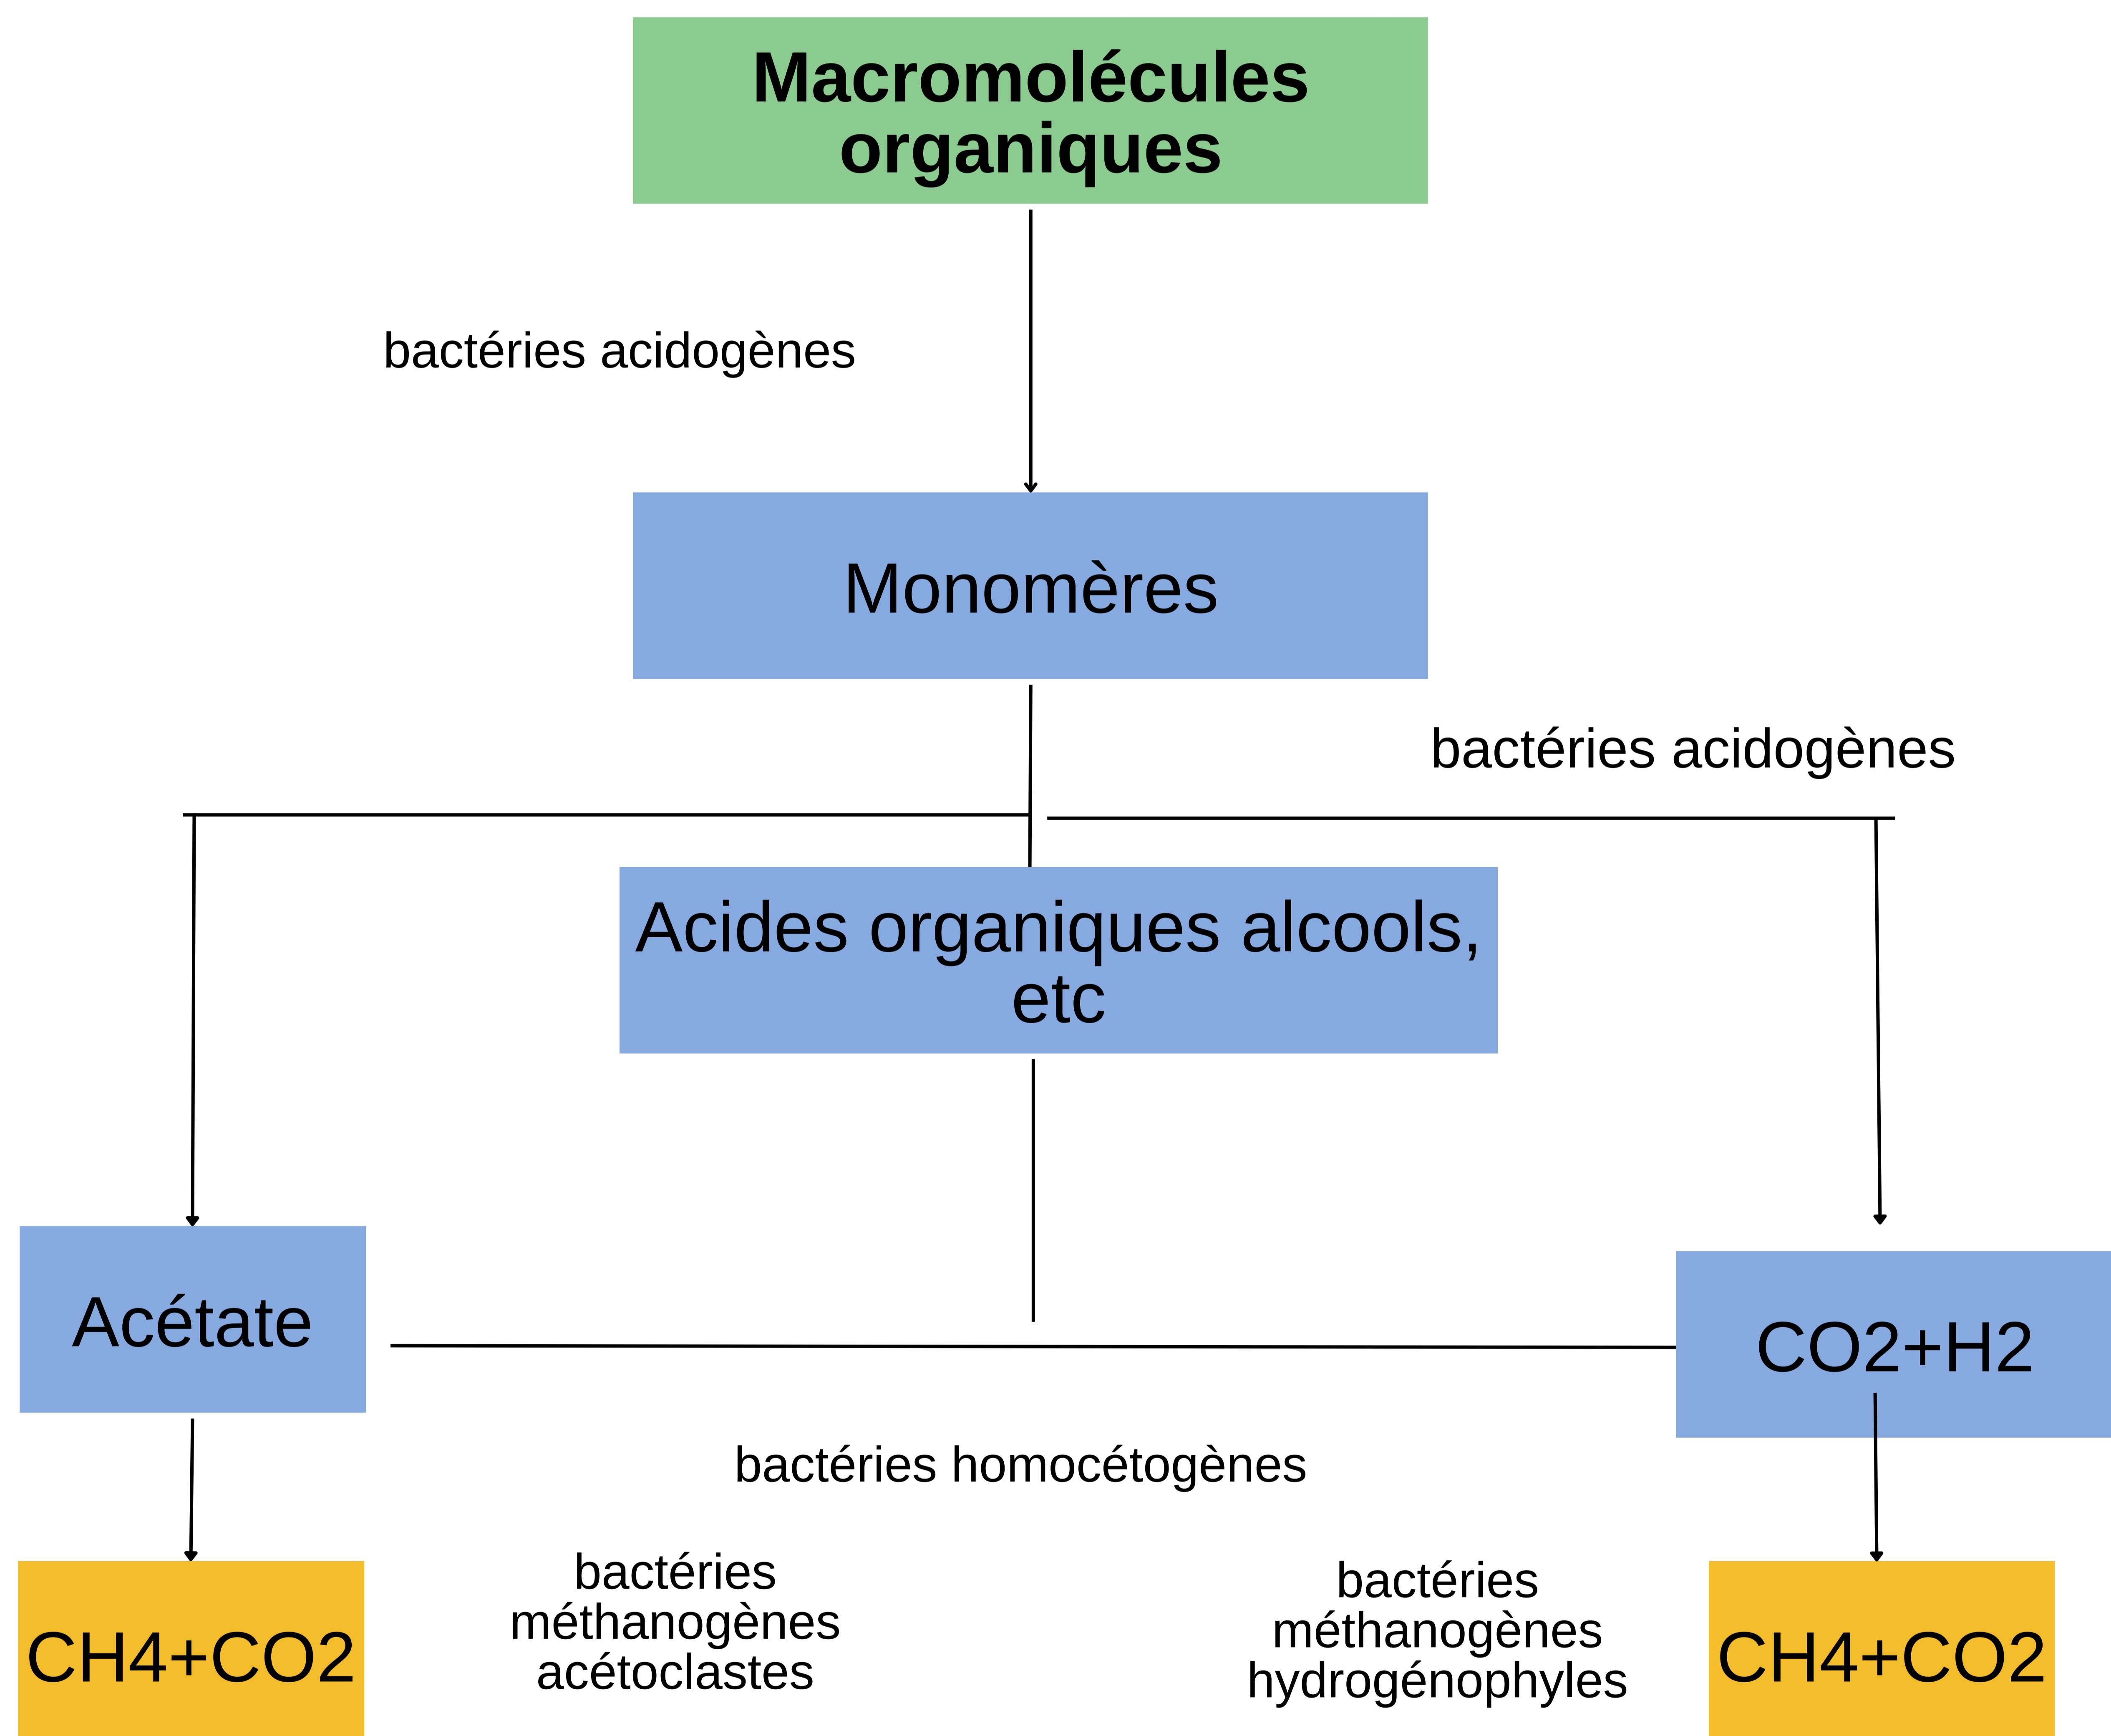 Macromolécules
organiques
bactéries acidogènes
Monomères
bactéries acidogènes
Acides organiques alcools,
etc
Acétate
CO2+H2
bactéries homocétogènes
bactéries
méthanogènes
acétoclastes
bactéries
méthanogènes
hydrogénophyles
CH4+CO2
CH4+CO2